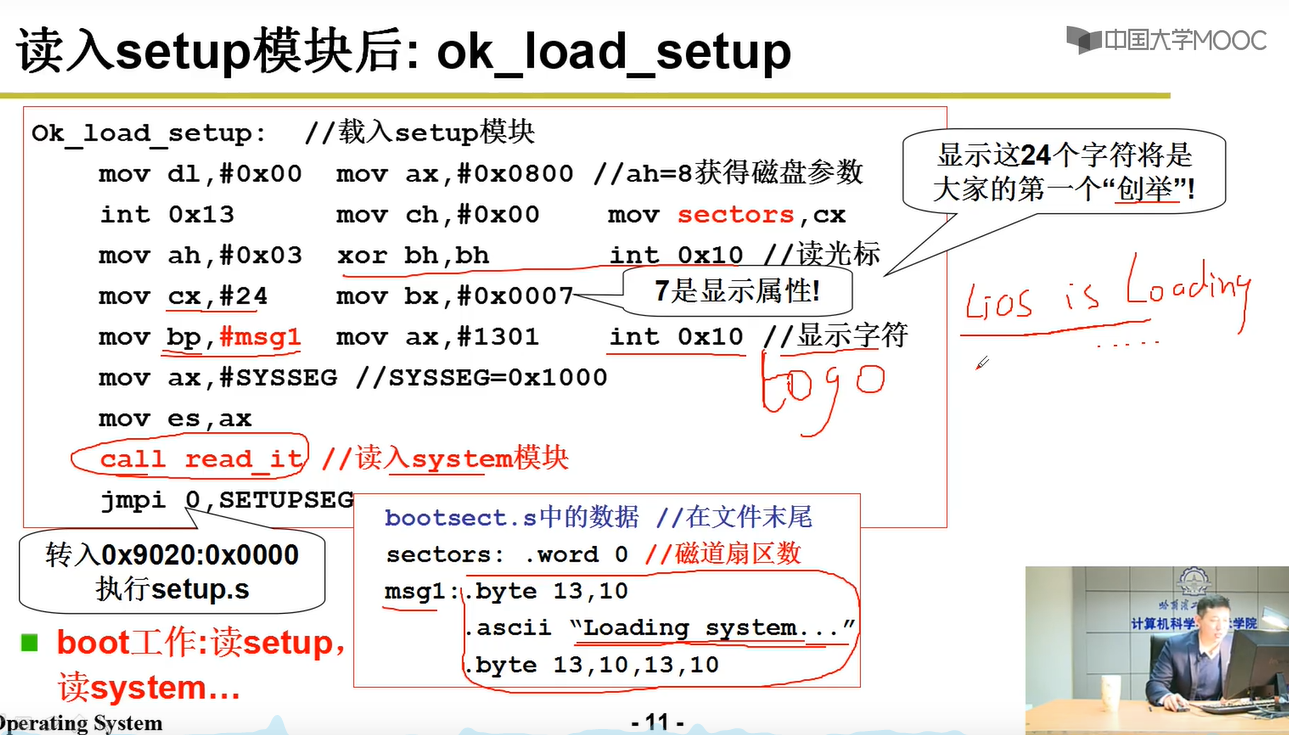 读入setup模块后: ok_load_setup
中国大学MOOC
Ok_load_setup: //载入setup模块
mov dl,#0x00 mov ax,#0x0800 //ah=8获得磁盘参数
int 0x13 mov ch,#0x00 mov sectors,cx
mov ah,#0x03 xor bh,bh int 0x10 //读光标
mov cx,#24 mov bx,#0x0007
mov bp,#msg1 mov ax,#1301 int 0x10 //显示字符
mov ax,#SYSSEG //SYSSEG=0x1000
mov es,ax
call read_it //读入system模块
jmpi 0,SETUPSEG
显示这24个字符将是
大家的第一个“创举”!
7是显示属性!
LiOS is Loading
.....
logo
转入0x9020:0x0000
执行setup.s
bootsect.s中的数据 //在文件末尾
sectors: .word 0 //磁道扇区数
msg1:.byte 13,10
.ascii “Loading system...”
.byte 13,10,13,10
boot工作:读setup，
读system…
Operating System
- 11 -
计算机科学
学院